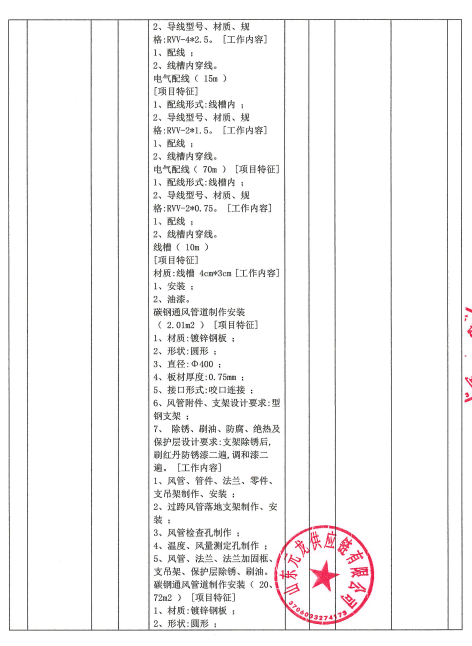 2、导线型号、材质、规
格:RVV-4*2.5。 [工作内容]
1、配线 ;
2、线槽内穿线。
电气配线（ 15m ）
[项目特征]
1、配线形式:线槽内 ;
2、导线型号、材质、规
格:RVV-2*1.5。 [工作内容]
1、配线 ;
2、线槽内穿线。
电气配线（ 70m ） [项目特征]
1、配线形式:线槽内 ;
2、导线型号、材质、规
格:RVV-2*0.75。 [工作内容]
1、配线 ;
2、线槽内穿线。
线槽（ 10m ）
[项目特征]
材质:线槽 4cm*3cm [工作内容]
1、安装 ;
2、油漆。
碳钢通风管道制作安装
（ 2.01m2 ） [项目特征]
1、材质:镀锌钢板 ;
2、形状:圆形 ;
3、直径:Φ400 ;
4、板材厚度:0.75mm ;
5、接口形式:咬口连接 ;
6、风管附件、支架设计要求:型
钢支架 ;
7、 除锈、刷油、防腐、绝热及
保护层设计要求:支架除锈后,
刷红丹防锈漆二遍,调和漆二
遍。 [工作内容]
1、风管、管件、法兰、零件、
支吊架制作、安装 ;
2、过跨风管落地支架制作、安
装 ;
3、风管检查孔制作 ;
4、温度、风量测定孔制作 ;
5、风管、法兰、法兰加固框、
支吊架、保护层除锈、刷油。
碳钢通风管道制作安装（ 20.
72m2 ） [项目特征]
1、材质:镀锌钢板 ;
2、形状:圆形 ;
山东元龙供应链有限公司
3706093274173